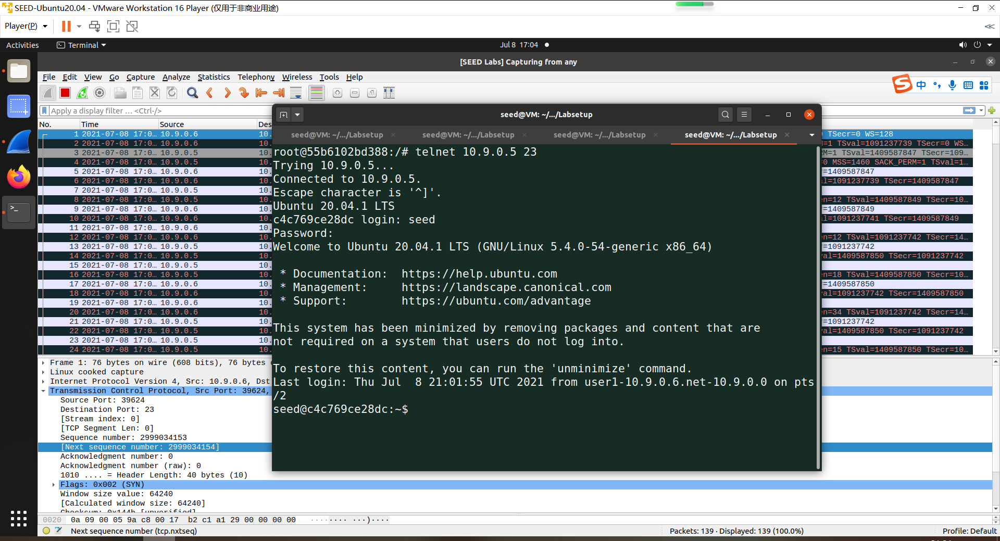 SEED-Ubuntu20.04 - VMware Workstation 16 Player (仅用于非商业用途)
Player(P)
Activities
Terminal
Jul 8 17:04
[SEED Labs] Capturing from any
File Edit View Go Capture Analyze Statistics Telephony Wireless Tools Help
中
Apply a display filter … <Ctrl-/>
No. Time Source Des
1 2021-07-08 17:0… 10.9.0.6 10. TSecr=0 WS=128
2 2021-07-08 17:0… 10.9.0.6 10. =1 TSval=1091237739 TSecr=0 WS…
3 2021-07-08 17:0… 10.9.0.5 10. M=1 TSval=1409587847 TSecr=109…
4 2021-07-08 17:0… 10.9.0.5 10. =0 MSS=1460 SACK_PERM=1 TSval=1…
5 2021-07-08 17:0… 10.9.0.6 10. =1409587847
6 2021-07-08 17:0… 10.9.0.6 10. al=1091237739 TSecr=1409587847
7 2021-07-08 17:0… 10.9.0.5 10.
8 2021-07-08 17:0… 10.9.0.5 10. en=12 TSval=1409587849 TSecr=10…
9 2021-07-08 17:0… 10.9.0.6 10. =1409587849
10 2021-07-08 17:0… 10.9.0.6 10. al=1091237741 TSecr=1409587849
11 2021-07-08 17:0… 10.9.0.6 10.
12 2021-07-08 17:0… 10.9.0.6 10. en=12 TSval=1091237742 TSecr=14…
13 2021-07-08 17:0… 10.9.0.5 10. =1091237742
14 2021-07-08 17:0… 10.9.0.5 10. al=1409587850 TSecr=1091237742
15 2021-07-08 17:0… 10.9.0.5 10.
16 2021-07-08 17:0… 10.9.0.5 10. en=18 TSval=1409587850 TSecr=10…
17 2021-07-08 17:0… 10.9.0.6 10. =1409587850
18 2021-07-08 17:0… 10.9.0.6 10. al=1091237742 TSecr=1409587850
19 2021-07-08 17:0… 10.9.0.6 10.
20 2021-07-08 17:0… 10.9.0.6 10. en=34 TSval=1091237742 TSecr=14…
21 2021-07-08 17:0… 10.9.0.5 10. =1091237742
22 2021-07-08 17:0… 10.9.0.5 10. al=1409587850 TSecr=1091237742
23 2021-07-08 17:0… 10.9.0.5 10.
24 2021-07-08 17:0… 10.9.0.5 10. en=15 TSval=1409587850 TSecr=10…
seed@VM: ~/.../Labsetup
seed@VM: ~/.../Labsetup seed@VM: ~/.../Labsetup seed@VM: ~/.../Labsetup seed@VM: ~/.../Labsetup
root@55b6102bd388:/# telnet 10.9.0.5 23
Trying 10.9.0.5...
Connected to 10.9.0.5.
Escape character is '^]'.
Ubuntu 20.04.1 LTS
c4c769ce28dc login: seed
Password:
Welcome to Ubuntu 20.04.1 LTS (GNU/Linux 5.4.0-54-generic x86_64)
* Documentation: https://help.ubuntu.com
* Management: https://landscape.canonical.com
* Support: https://ubuntu.com/advantage
This system has been minimized by removing packages and content that are
not required on a system that users do not log into.
To restore this content, you can run the 'unminimize' command.
Last login: Thu Jul 8 21:01:55 UTC 2021 from user1-10.9.0.6.net-10.9.0.0 on pts
/2
seed@c4c769ce28dc:~$
Frame 1: 76 bytes on wire (608 bits), 76 bytes
Linux cooked capture
Internet Protocol Version 4, Src: 10.9.0.6, Dst
Transmission Control Protocol, Src Port: 39624,
Source Port: 39624
Destination Port: 23
[Stream index: 0]
[TCP Segment Len: 0]
Sequence number: 2999034153
[Next sequence number: 2999034154]
Acknowledgment number: 0
Acknowledgment number (raw): 0
1010 .... = Header Length: 40 bytes (10)
Flags: 0x002 (SYN)
Window size value: 64240
[Calculated window size: 64240]
Checksum: 0x144b [unverified]
0020 0a 09 00 05 9a c8 00 17 b2 c1 a1 29 00 00 00 00 ········ ···)····
Next sequence number (tcp.nxtseq)
Packets: 139 · Displayed: 139 (100.0%)
Profile: Default